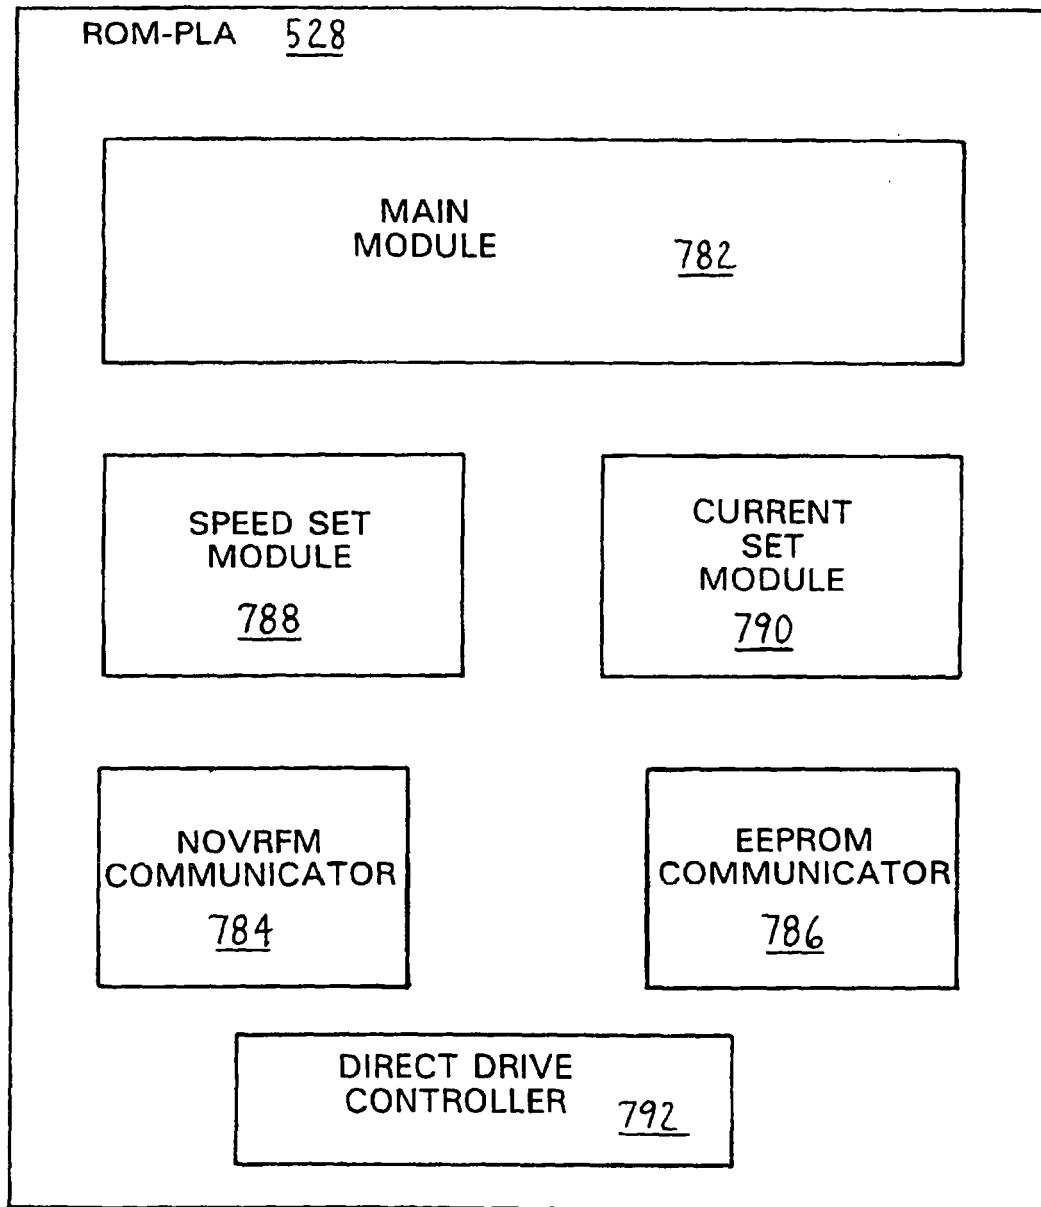 ROM-PLA 528
MAIN
MODULE 782
SPEED SET
MODULE
788
CURRENT
SET
MODULE
790
NOVRFM
COMMUNICATOR
784
EEPROM
COMMUNICATOR
786
DIRECT DRIVE
CONTROLLER 792